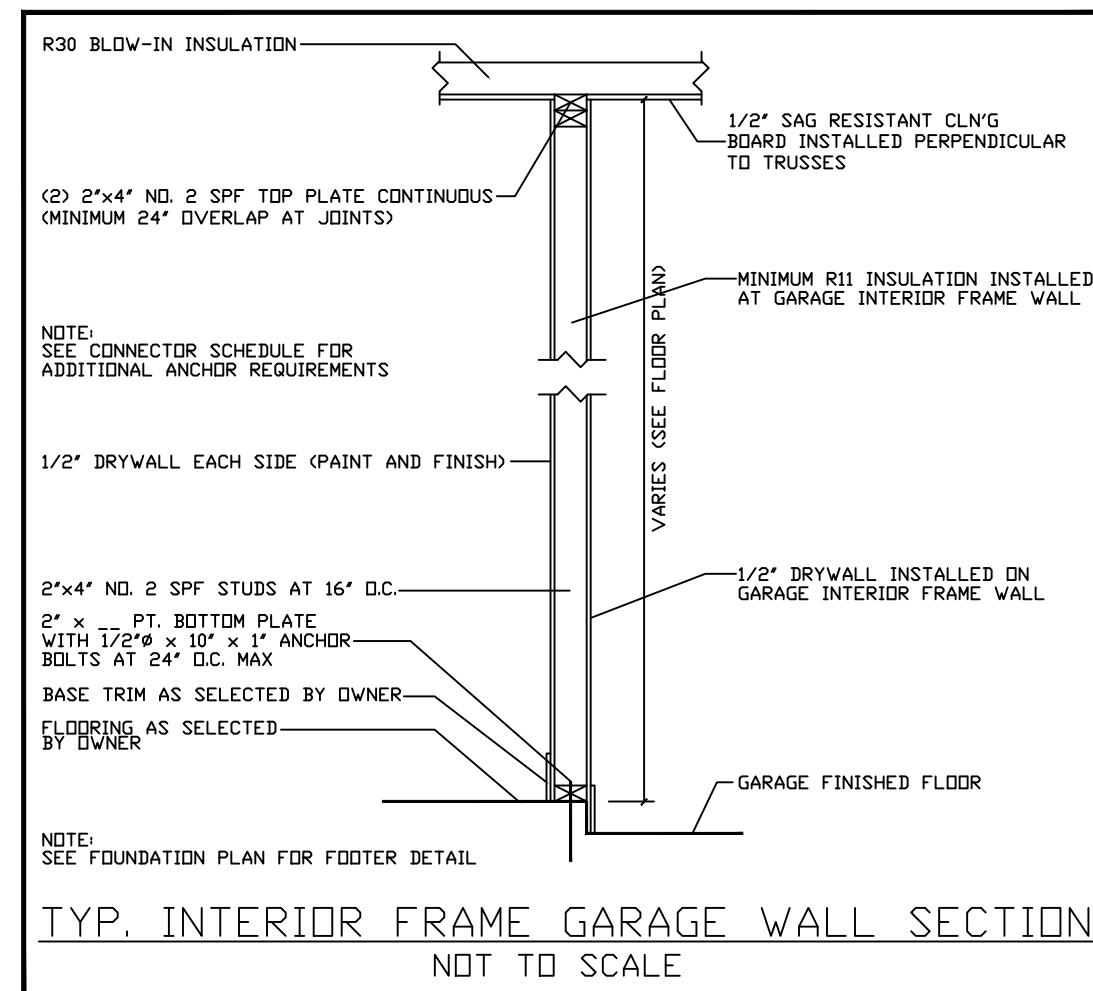 R30 BLOW-IN INSULATION
1/2" SAG RESISTANT CLN'G
BOARD INSTALLED PERPENDICULAR
TO TRUSSES
(2) 2"x4" NO. 2 SPF TOP PLATE CONTINUOUS
(MINIMUM 24" OVERLAP AT JOINTS)
MINIMUM R11 INSULATION INSTALLED
AT GARAGE INTERIOR FRAME WALL
NOTE:
SEE CONNECTOR SCHEDULE FOR
ADDITIONAL ANCHOR REQUIREMENTS
VARIES (SEE FLOOR PLAN)
1/2" DRYWALL EACH SIDE (PAINT AND FINISH)
1/2" DRYWALL INSTALLED ON
GARAGE INTERIOR FRAME WALL
2"x4" NO. 2 SPF STUDS AT 16" O.C.
2" x __ PT. BOTTOM PLATE
WITH 1/2"Ø x 10" x 1" ANCHOR
BOLTS AT 24" O.C. MAX
BASE TRIM AS SELECTED BY OWNER
FLOORING AS SELECTED
BY OWNER
GARAGE FINISHED FLOOR
NOTE:
SEE FOUNDATION PLAN FOR FOOTER DETAIL
TYP. INTERIOR FRAME GARAGE WALL SECTION
NOT TO SCALE